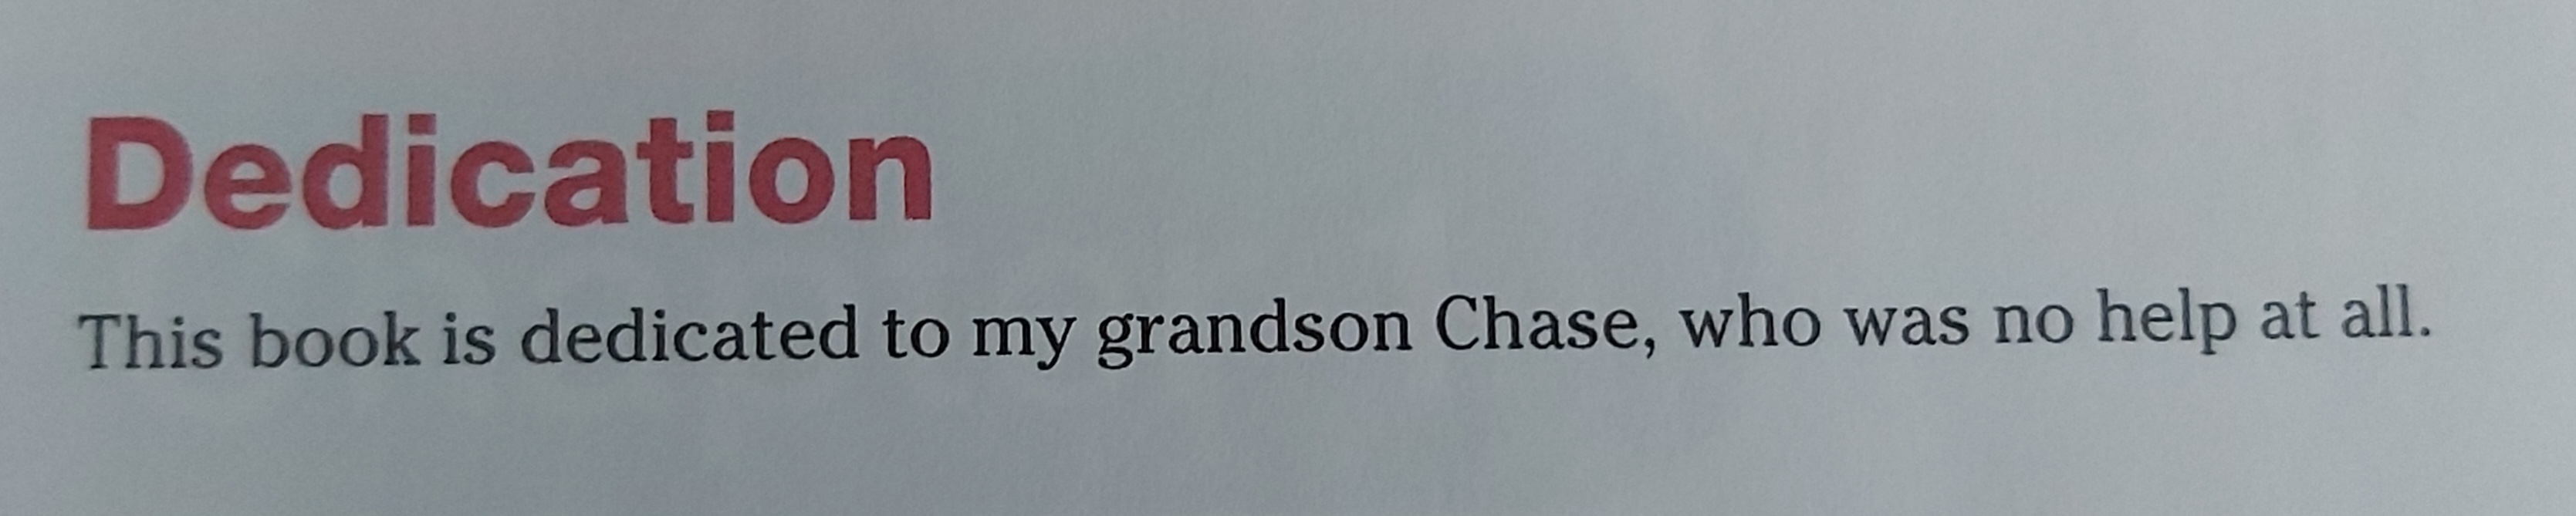 Dedication
This book is dedicated to my grandson Chase, who was no help at all.